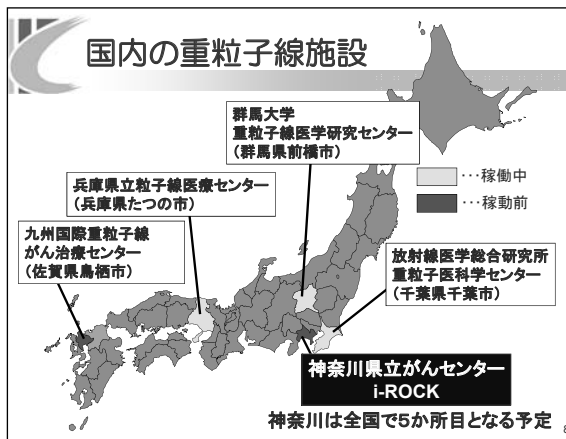 国内の重粒子線施設
群馬大学
重粒子線医学研究センター
(群馬県前橋市)
兵庫県立粒子線医療センター
(兵庫県たつの市)
九州国際重粒子線
がん治療センター
(佐賀県鳥栖市)
…稼働中
…稼動前
放射線医学総合研究所
重粒子医科学センター
(千葉県千葉市)
神奈川県立がんセンター
i-ROCK
神奈川は全国で5か所目となる予定
8